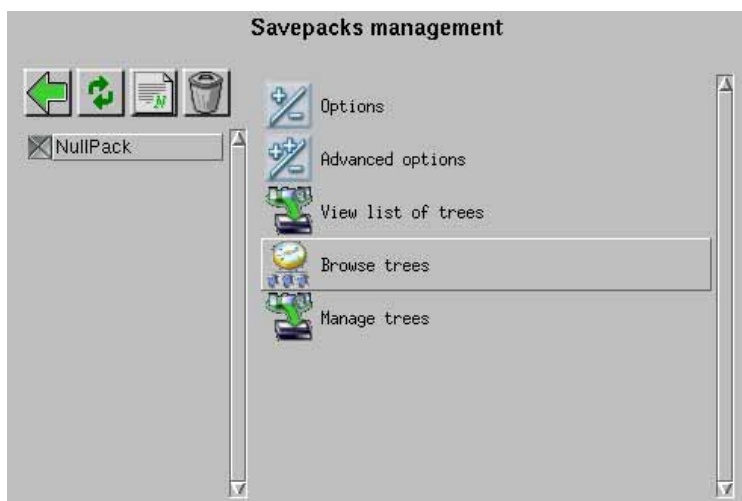 Savepacks management
N
NullPack
Options
Advanced options
View list of trees
Browse trees
Manage trees